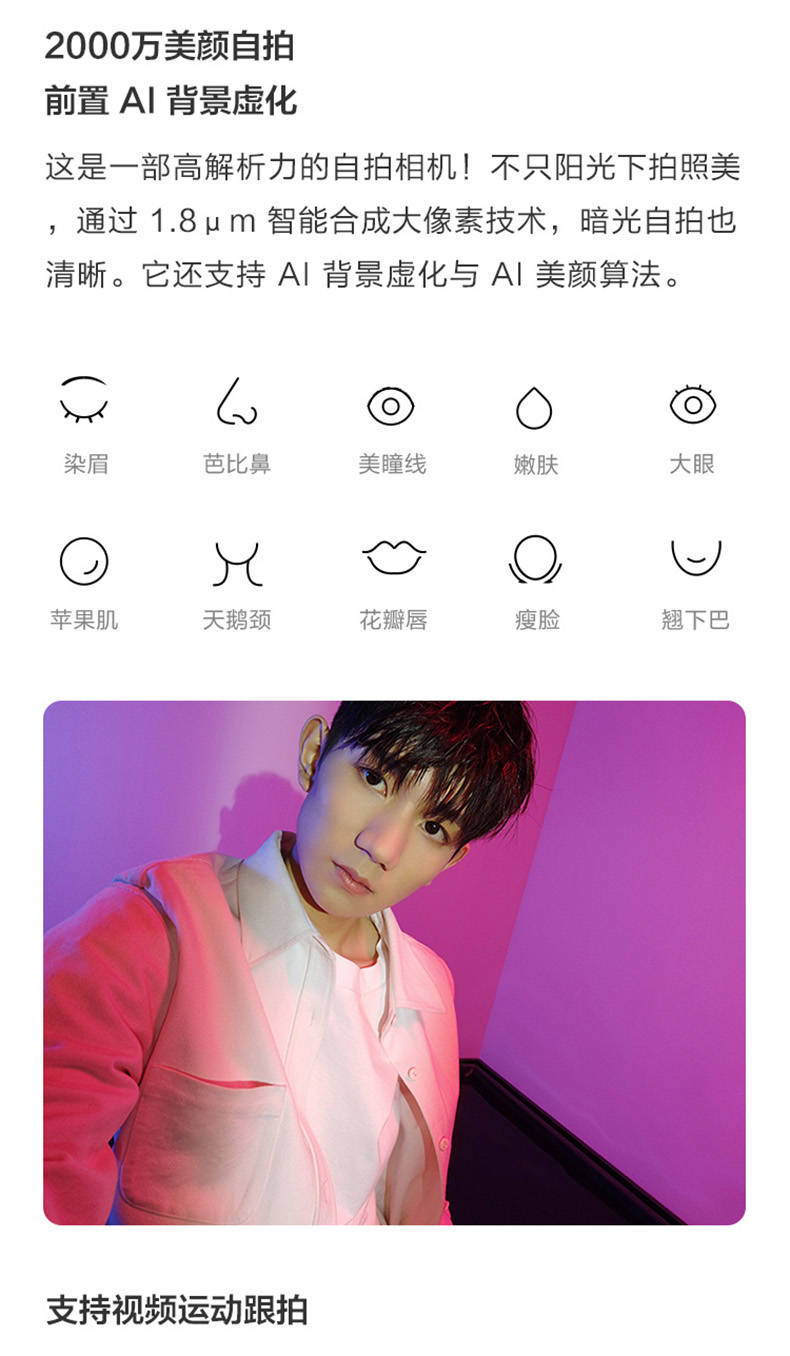 2000万美颜自拍
前置 AI 背景虚化
这是一部高解析力的自拍相机！不只阳光下拍照美
，通过 1.8μm 智能合成大像素技术，暗光自拍也
清晰。它还支持 AI 背景虚化与 AI 美颜算法。
染眉 芭比鼻 美瞳线 嫩肤 大眼
苹果肌 天鹅颈 花瓣唇 瘦脸 翘下巴
支持视频运动跟拍